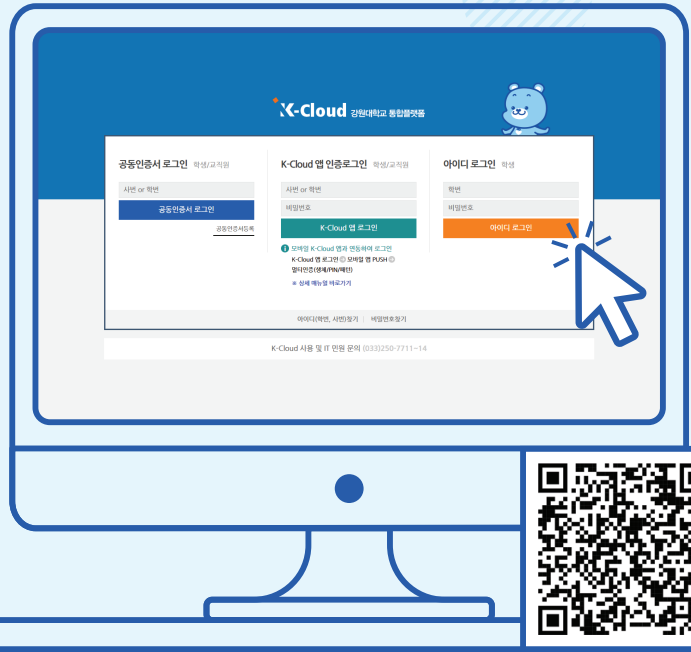 K-Cloud 강원대학교 통합플랫폼
공동인증서 로그인 학생/교직원
사번 or 학번
공동인증서 로그인
공동인증서등록
K-Cloud 앱 인증로그인 학생/교직원
사번 or 학번
비밀번호
K-Cloud 앱 로그인
모바일 K-Cloud 앱과 연동하여 로그인
K-Cloud 앱 로그인 모바일 앱 PUSH
멀티인증(생체/PIN/패턴)
※ 상세 매뉴얼 바로가기
아이디 로그인 학생
학번
비밀번호
아이디 로그인
아이디(학번, 사번)찾기 | 비밀번호찾기
K-Cloud 사용 및 IT 민원 문의 (033)250-7711~14